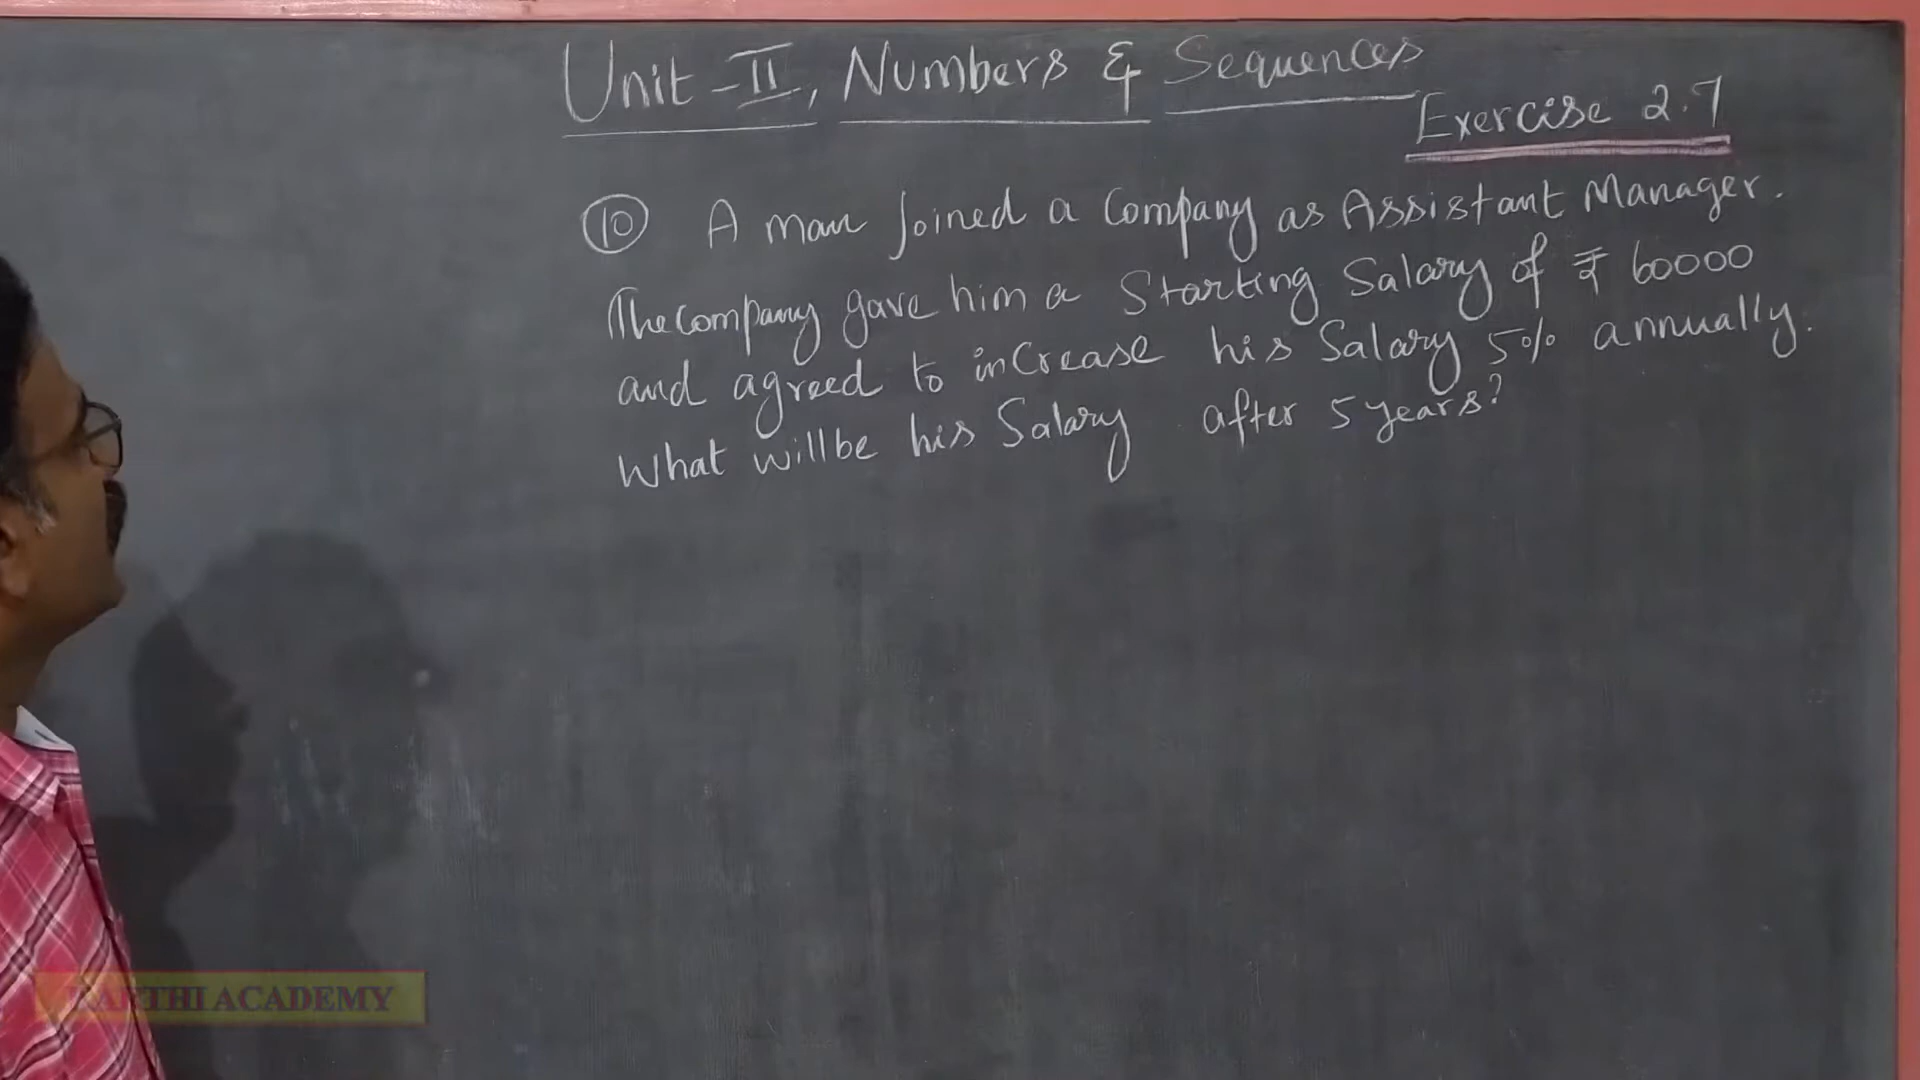 Unit - II, Numbers & Sequences
Exercise 2.7
10 A man joined a Company as Assistant Manager.
The company gave him a Starting Salary of ₹ 60000
and agreed to increase his Salary 5% annually.
What will be his Salary after 5 years?
KARTHI ACADEMY